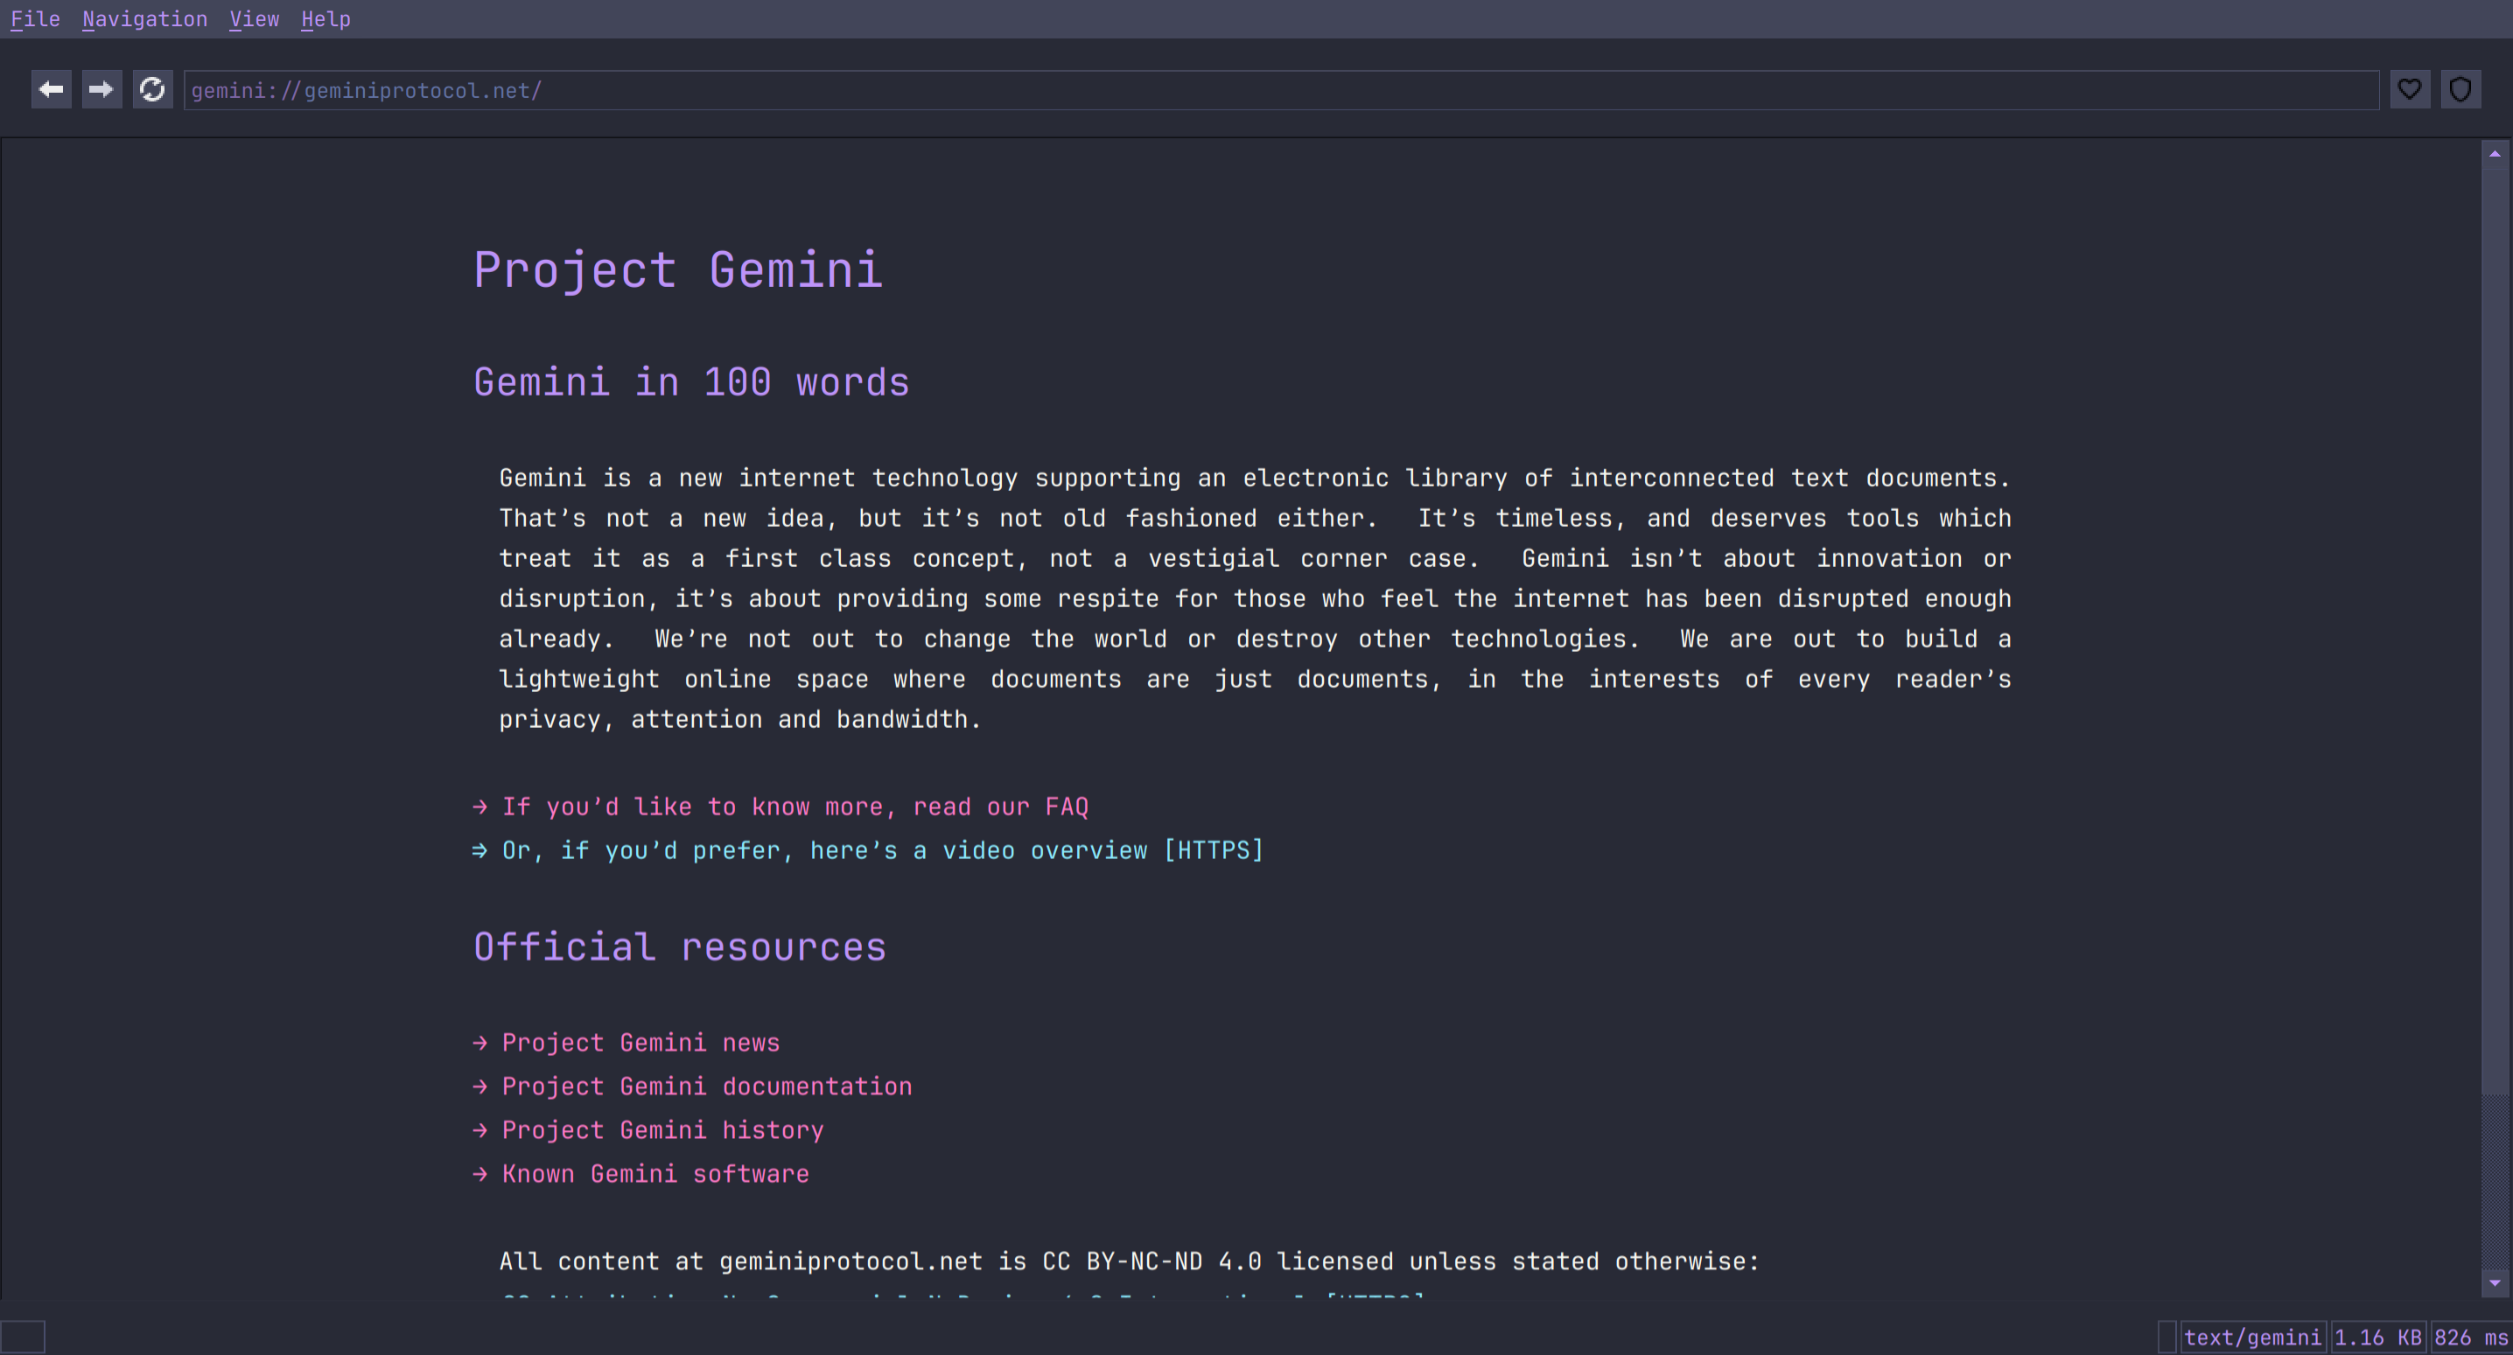 File Navigation View Help
gemini://geminiprotocol.net/
Project Gemini
Gemini in 100 words
Gemini is a new internet technology supporting an electronic library of interconnected text documents.
That’s not a new idea, but it’s not old fashioned either. It’s timeless, and deserves tools which
treat it as a first class concept, not a vestigial corner case. Gemini isn’t about innovation or
disruption, it’s about providing some respite for those who feel the internet has been disrupted enough
already. We’re not out to change the world or destroy other technologies. We are out to build a
lightweight online space where documents are just documents, in the interests of every reader’s
privacy, attention and bandwidth.
→ If you’d like to know more, read our FAQ
⇒ Or, if you’d prefer, here’s a video overview [HTTPS]
Official resources
→ Project Gemini news
→ Project Gemini documentation
→ Project Gemini history
→ Known Gemini software
All content at geminiprotocol.net is CC BY-NC-ND 4.0 licensed unless stated otherwise:
text/gemini 1.16 KB 826 ms